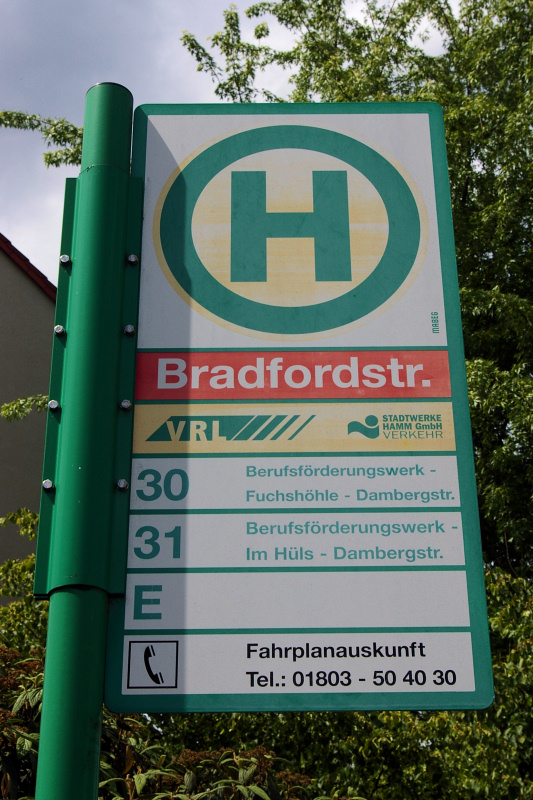 H
MABEG
Bradfordstr.
VRL
STADTWERKE
HAMM GmbH
VERKEHR
30
Berufsförderungswerk -
Fuchshöhle - Dambergstr.
31
Berufsförderungswerk -
Im Hüls - Dambergstr.
E
Fahrplanauskunft
Tel.: 01803 - 50 40 30